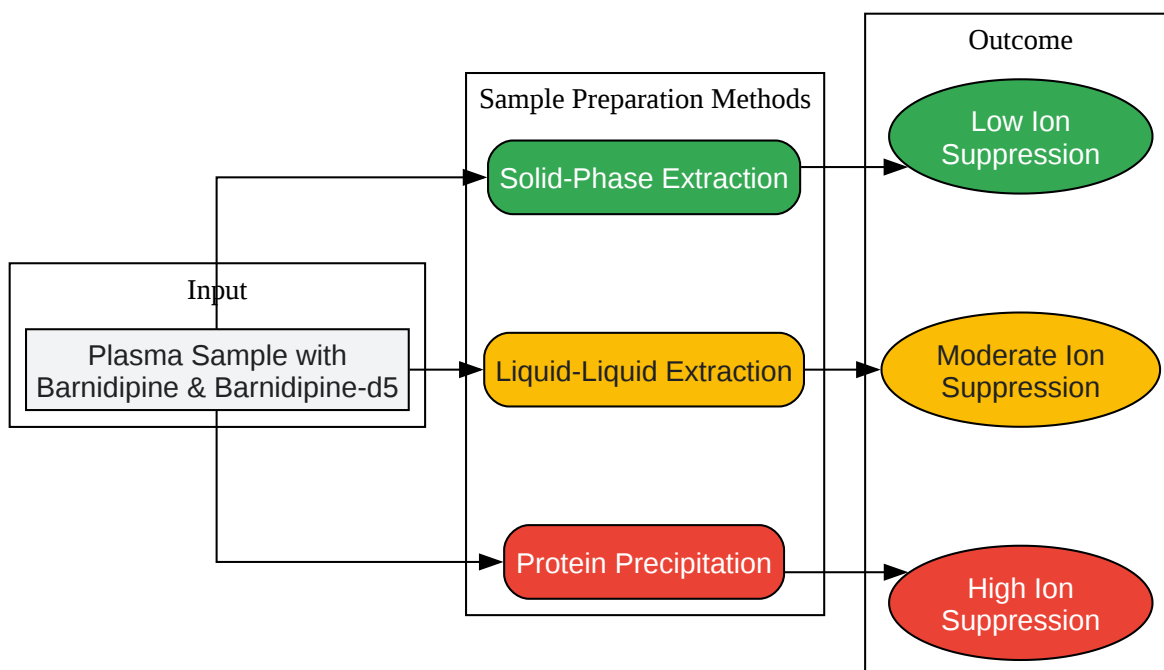 Input
Plasma Sample with
Barnidipine & Barnidipine-d5
Sample Preparation Methods
Solid-Phase Extraction
Liquid-Liquid Extraction
Protein Precipitation
Outcome
Low Ion
Suppression
Moderate Ion
Suppression
High Ion
Suppression